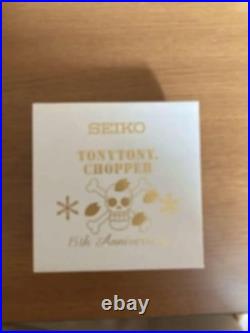 SEIKO
TONYTONY.
CHOPPER
15th Anniversary